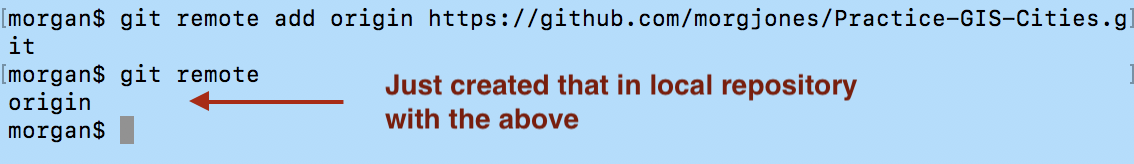 [morgan$ git remote add origin https://github.com/morgjones/Practice-GIS-Cities.g]
it
[morgan$ git remote ]
origin
Just created that in local repository
with the above
morgan$